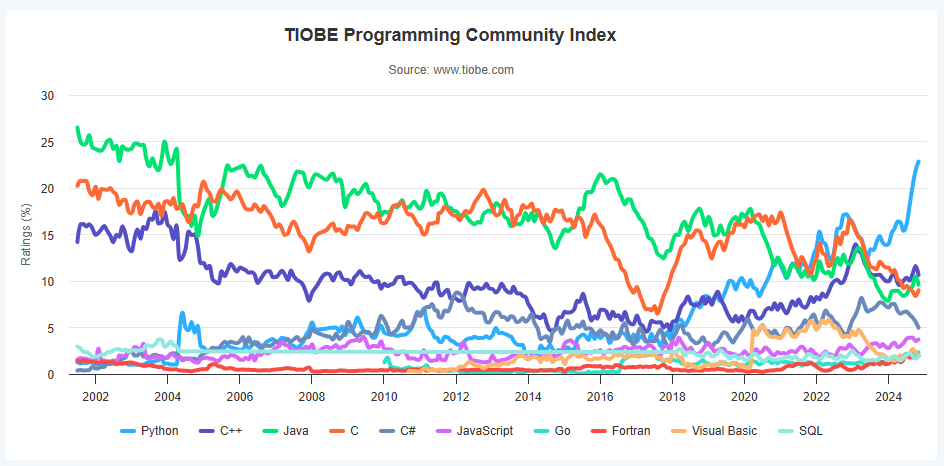 TIOBE Programming Community Index
Source: www.tiobe.com
Ratings (%)
30
25
20
15
10
5
0
2002 2004 2006 2008 2010 2012 2014 2016 2018 2020 2022 2024
Python C++ Java C C# JavaScript Go Fortran Visual Basic SQL